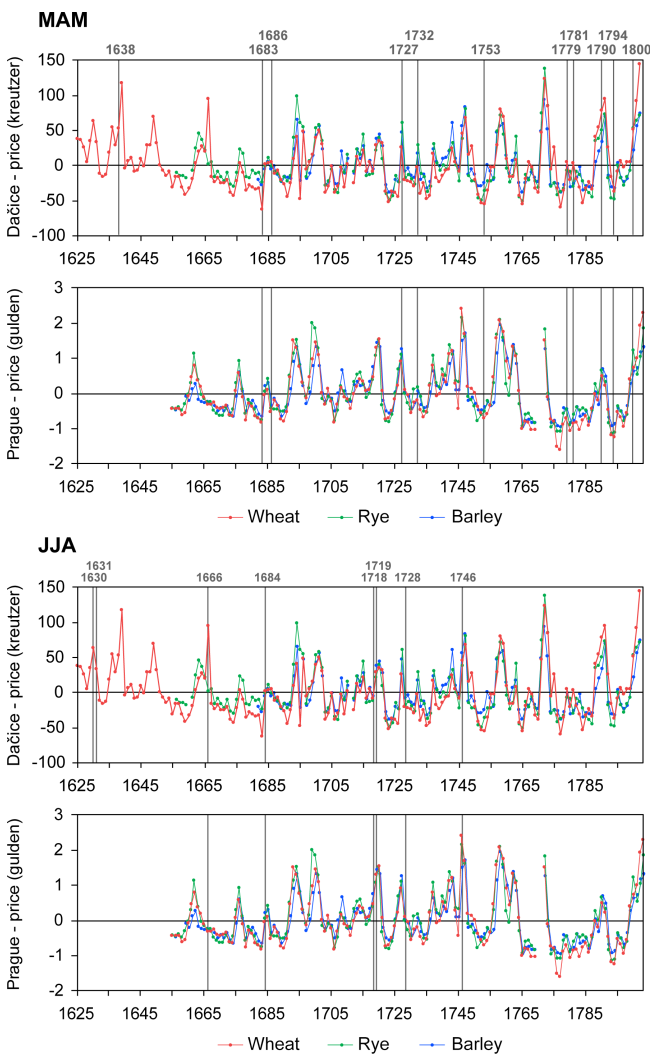 MAM
1686 1732 1781 1794
1638 1683 1727 1753 1779 1790 1800
Dačice - price (kreutzer)
150
100
50
0
-50
-100
1625 1645 1665 1685 1705 1725 1745 1765 1785
Prague - price (gulden)
3
2
1
0
-1
-2
1625 1645 1665 1685 1705 1725 1745 1765 1785
Wheat Rye Barley
JJA
1631 1719
1630 1666 1684 1718 1728 1746
Dačice - price (kreutzer)
150
100
50
0
-50
-100
1625 1645 1665 1685 1705 1725 1745 1765 1785
Prague - price (gulden)
3
2
1
0
-1
-2
1625 1645 1665 1685 1705 1725 1745 1765 1785
Wheat Rye Barley